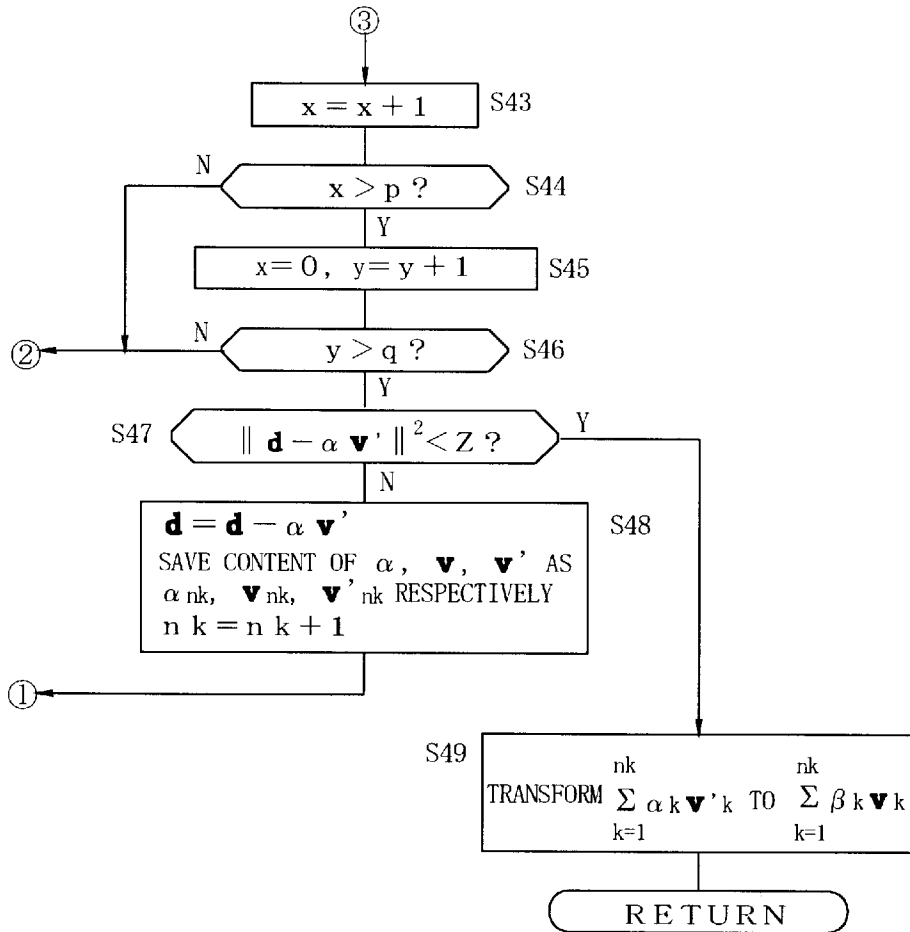 ③
x = x + 1 S43
N
x > p ? S44
Y
x=0, y=y+1 S45
N
② y > q ? S46
Y
S47 ‖ d − α v' ‖² < Z ? Y
N
d = d − α v' S48
SAVE CONTENT OF α, v, v' AS
α nk, v nk, v' nk RESPECTIVELY
n k = n k + 1
①
S49
nk nk
TRANSFORM Σ α k v' k TO Σ β k v k
k=1 k=1
RETURN